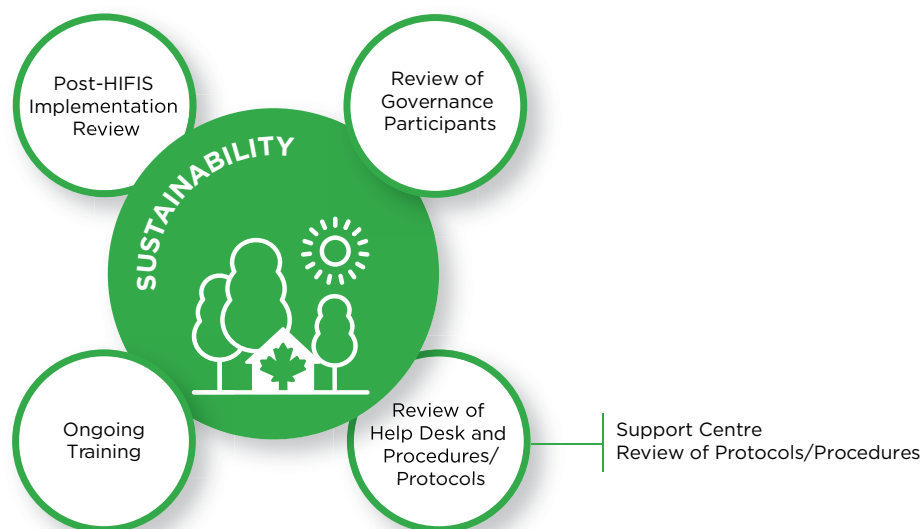 Post-HIFIS
Implementation
Review
Review of
Governance
Participants
SUSTAINABILITY
Ongoing
Training
Review of
Help Desk and
Procedures/
Protocols
Support Centre
Review of Protocols/Procedures